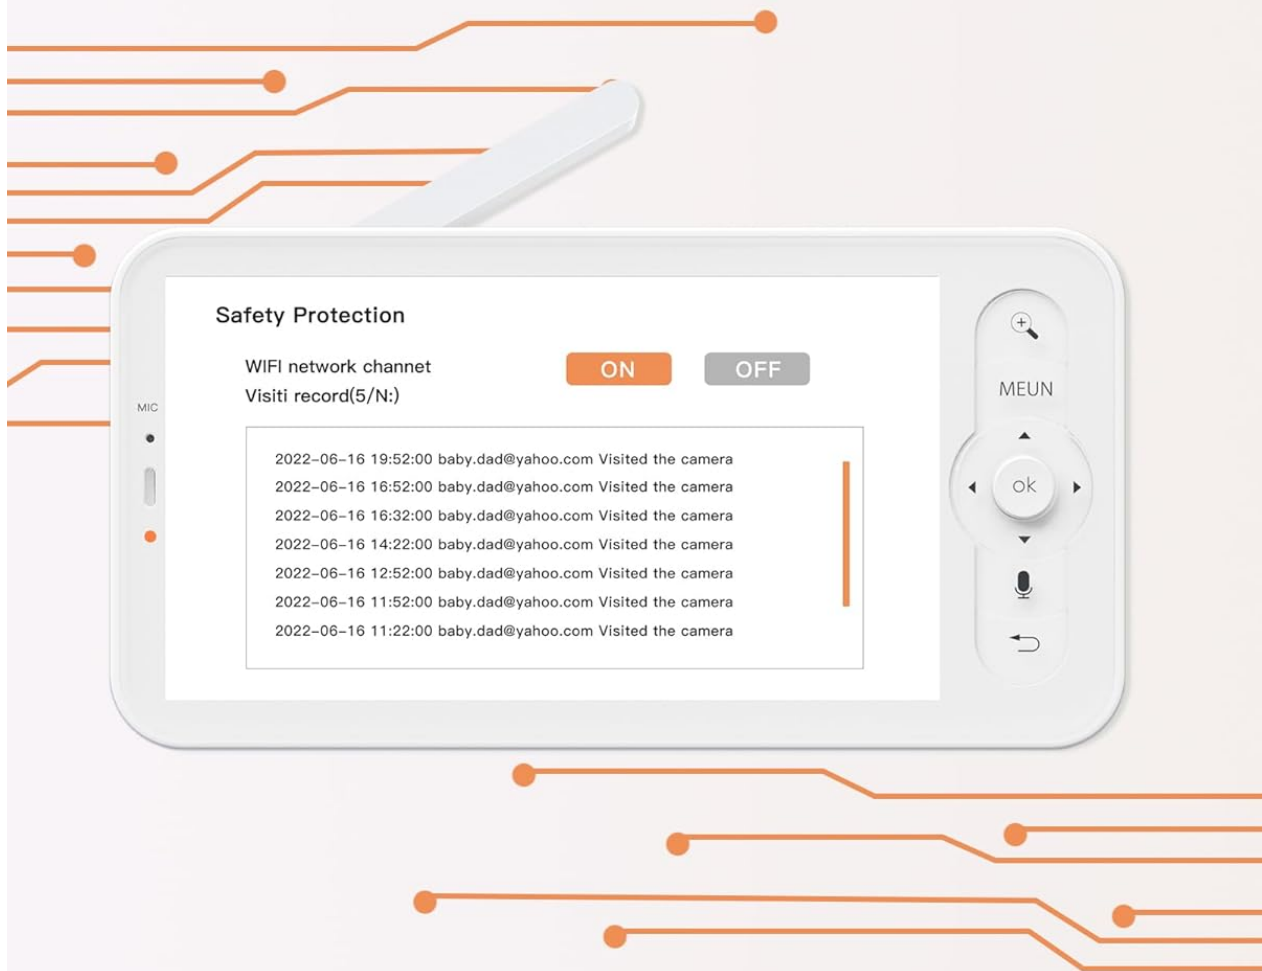 Safety Protection
WIFI network channet
ON
OFF
Visiti record(5/N:)
2022-06-16 19:52:00 baby.dad@yahoo.com Visited the camera
2022-06-16 16:52:00 baby.dad@yahoo.com Visited the camera
2022-06-16 16:32:00 baby.dad@yahoo.com Visited the camera
2022-06-16 14:22:00 baby.dad@yahoo.com Visited the camera
2022-06-16 12:52:00 baby.dad@yahoo.com Visited the camera
2022-06-16 11:52:00 baby.dad@yahoo.com Visited the camera
2022-06-16 11:22:00 baby.dad@yahoo.com Visited the camera
MIC
MEUN
ok